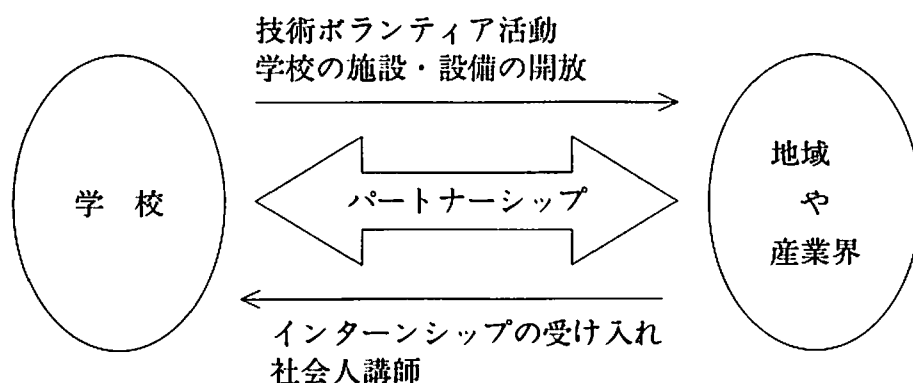 技術ボランティア活動
学校の施設・設備の開放
学校
パートナーシップ
地域
や
産業界
インターンシップの受け入れ
社会人講師